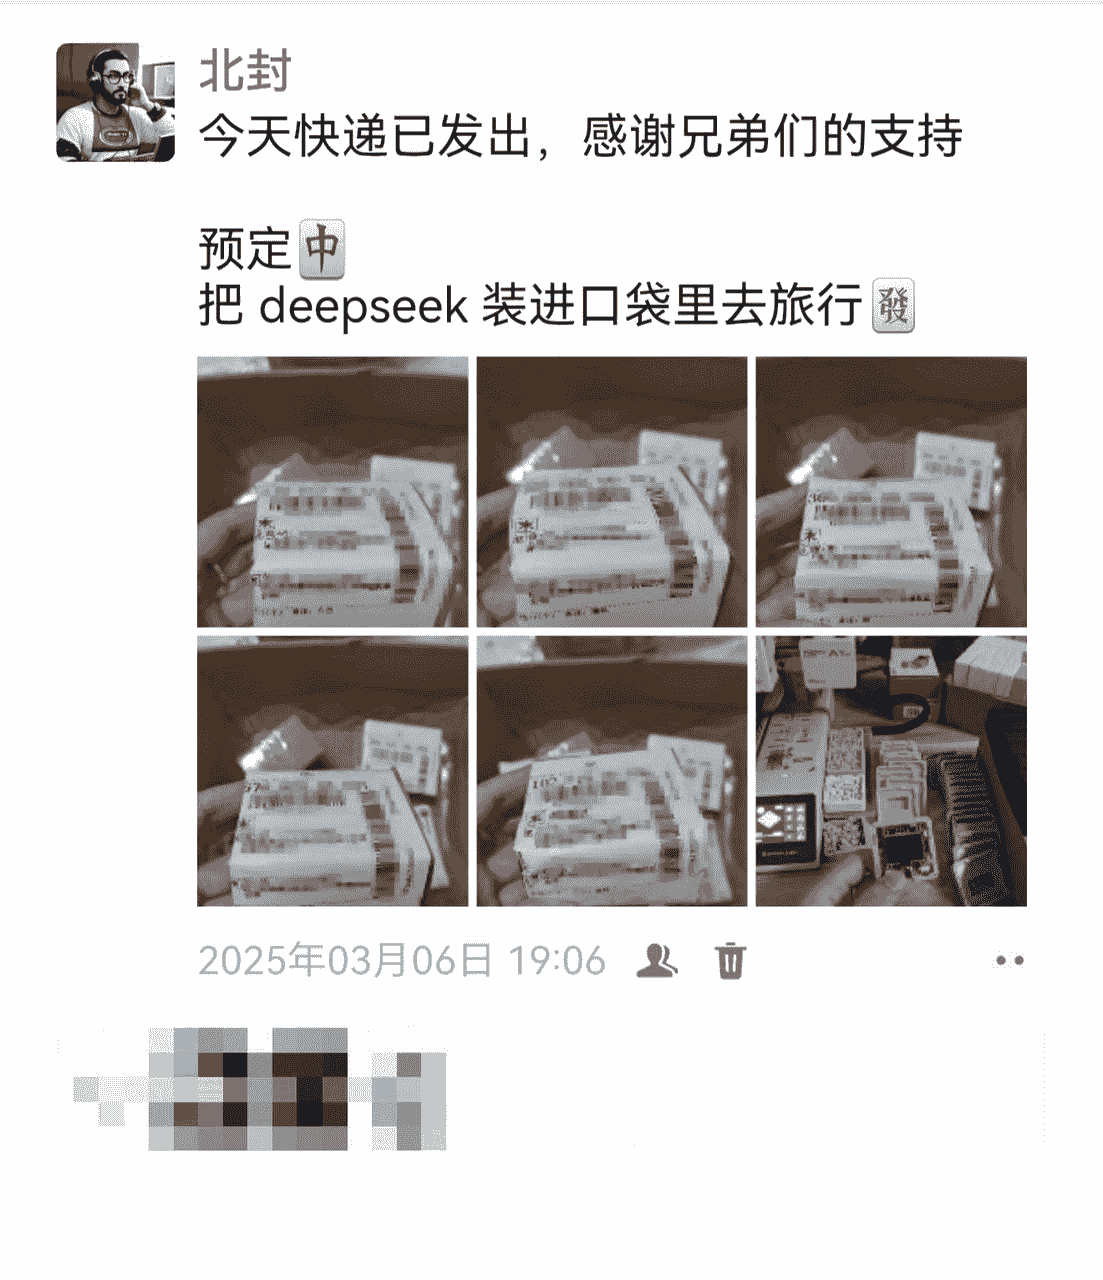 北封
今天快递已发出，感谢兄弟们的支持
预定🀄
把 deepseek 装进口袋里去旅行🀅
2025年03月06日 19:06